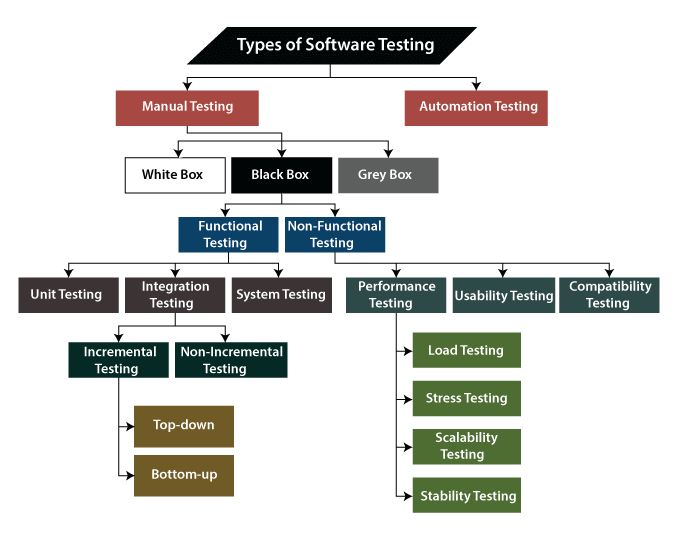 Types of Software Testing
Manual Testing
Automation Testing
White Box
Black Box
Grey Box
Functional
Testing
Non-Functional
Testing
Unit Testing
Integration
Testing
System Testing
Performance
Testing
Usability Testing
Compatibility
Testing
Incremental
Testing
Non-Incremental
Testing
Load Testing
Stress Testing
Top-down
Scalability
Testing
Bottom-up
Stability Testing